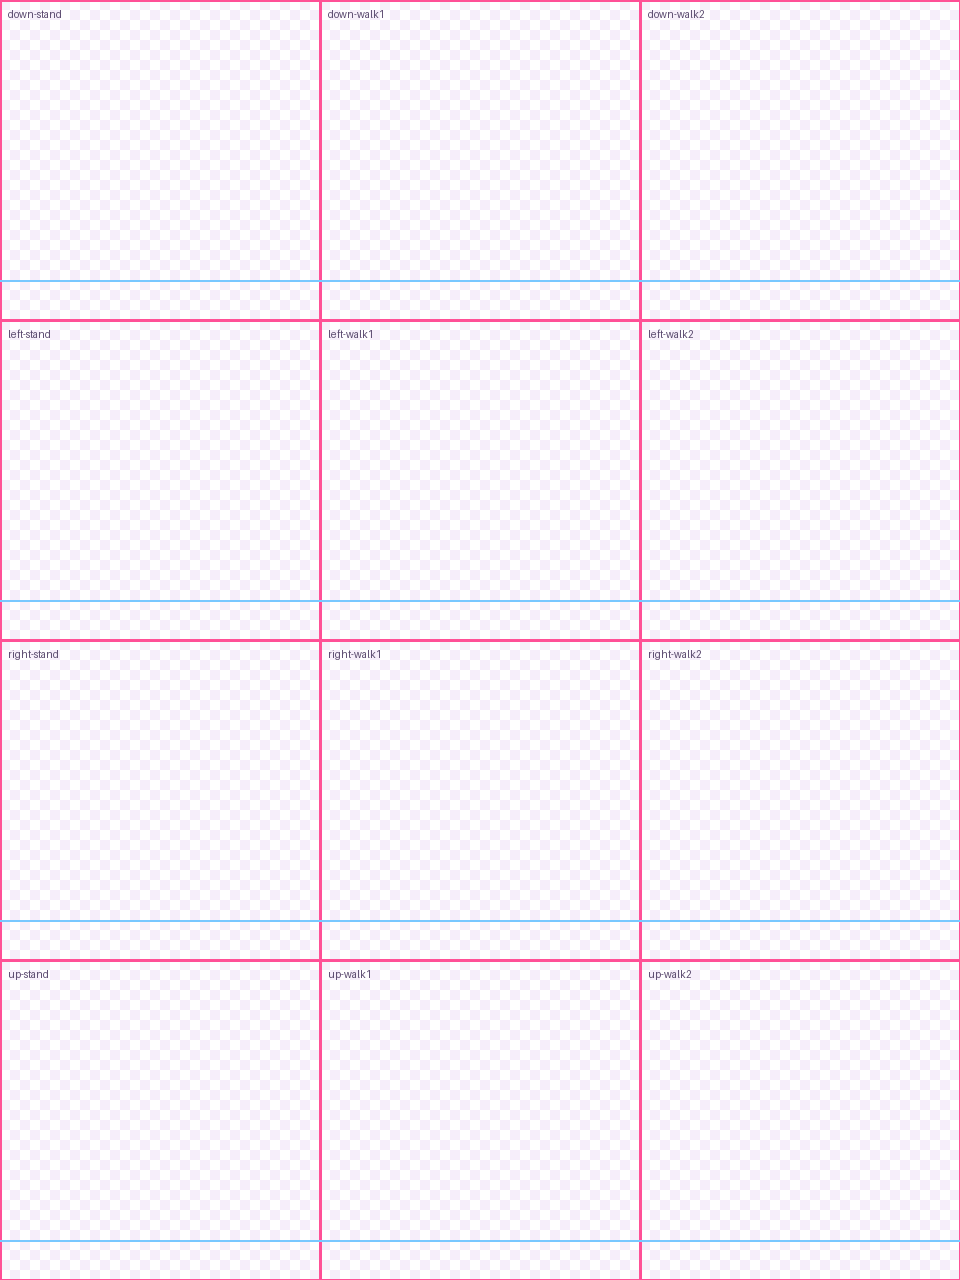 down-stand
down-walk1
down-walk2
left-stand
left-walk1
left-walk2
right-stand
right-walk1
right-walk2
up-stand
up-walk1
up-walk2